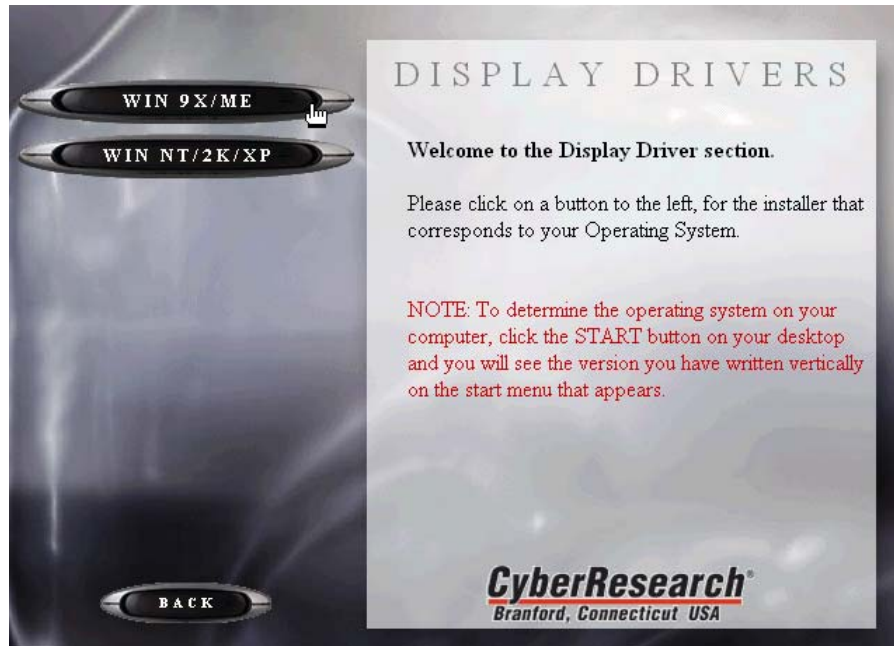 DISPLAY DRIVERS
WIN 9X/ME
WIN NT/2K/XP
Welcome to the Display Driver section.
Please click on a button to the left, for the installer that
corresponds to your Operating System.
NOTE: To determine the operating system on your
computer, click the START button on your desktop
and you will see the version you have written vertically
on the start menu that appears.
BACK
CyberResearch®
Branford, Connecticut USA